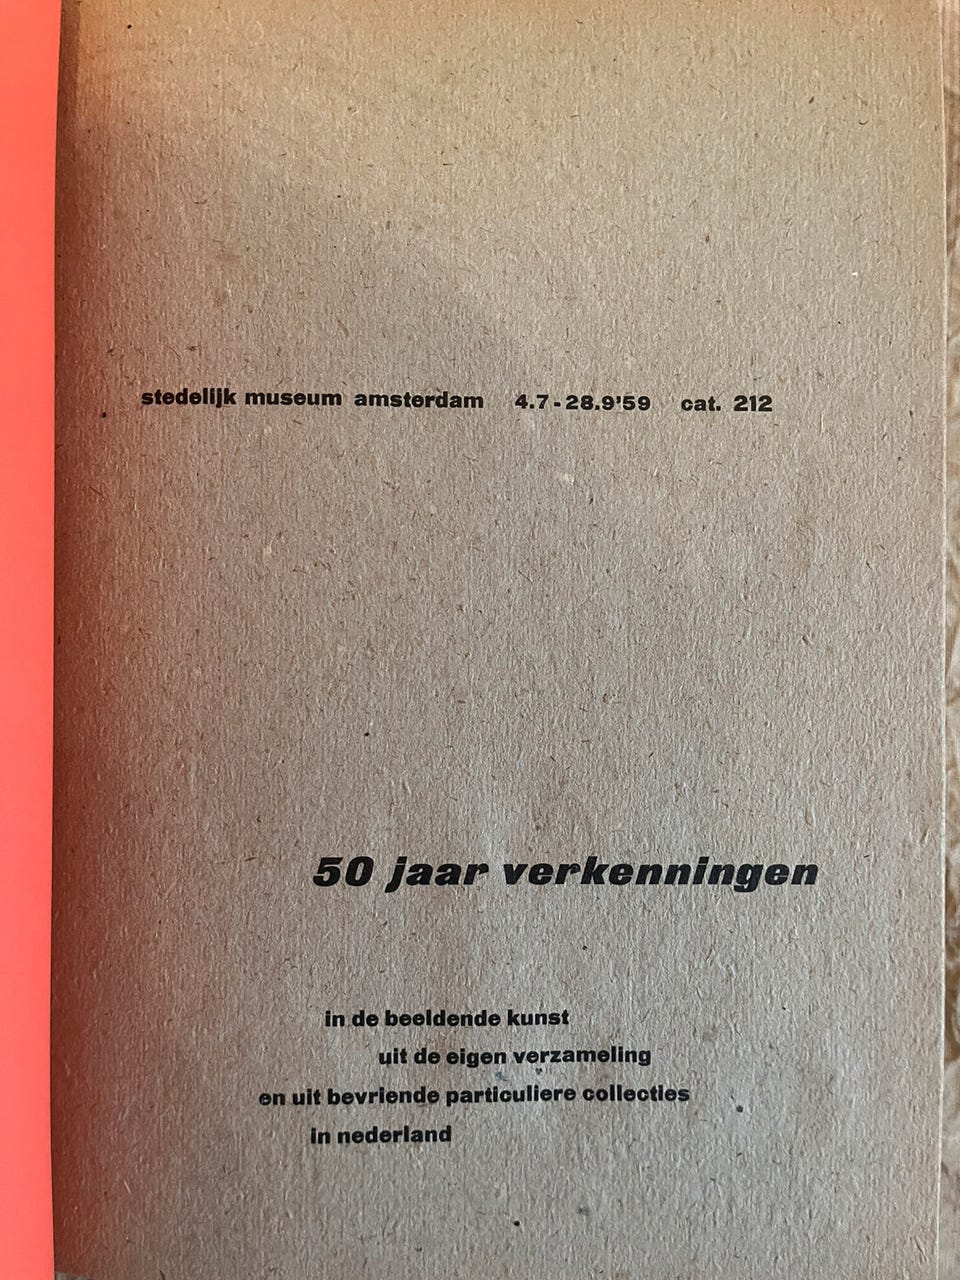 stedelijk museum amsterdam 4.7-28.9'59 cat. 212
50 jaar verkenningen
in de beeldende kunst
uit de eigen verzameling
en uit bevriende particuliere collecties
in nederland